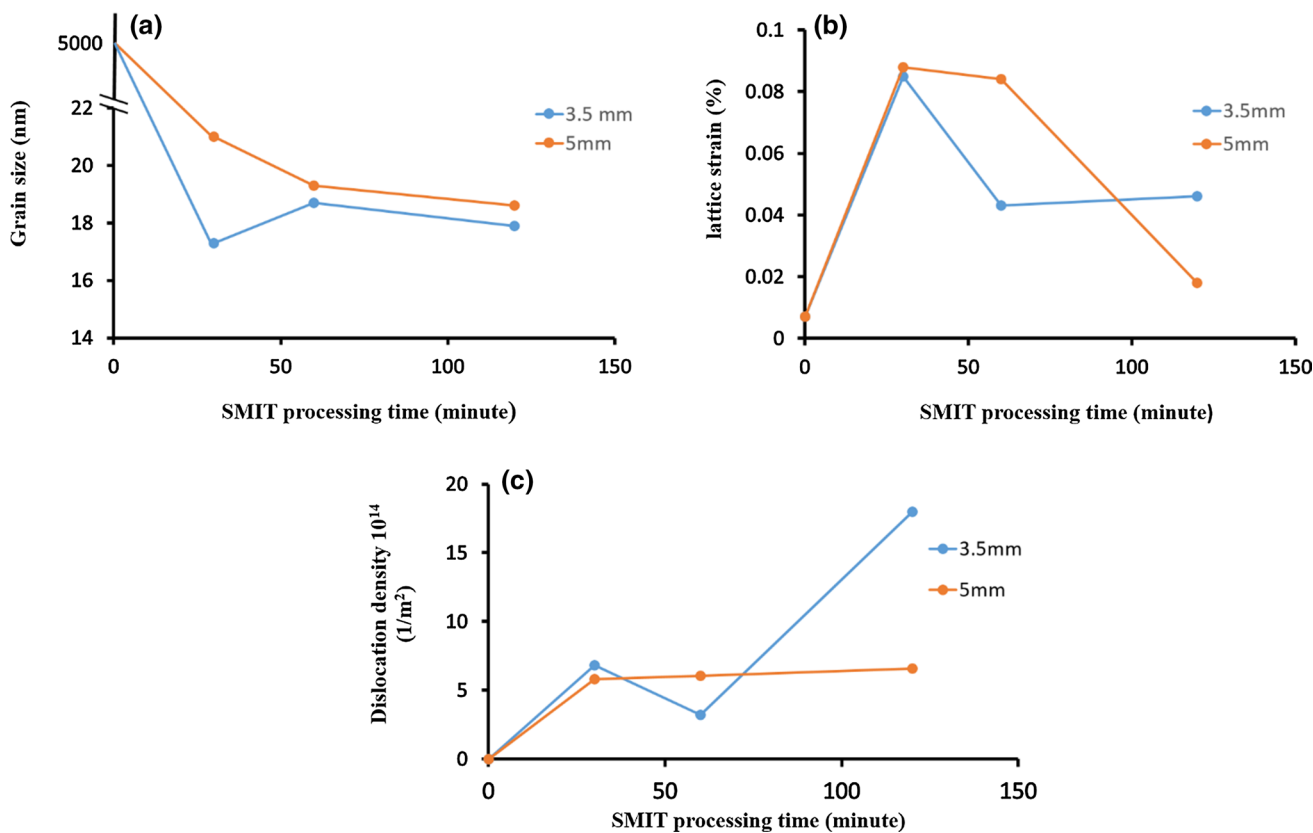 (a)
5000
22
20
18
16
14
0
50
100
150
Grain size (nm)
SMIT processing time (minute)
3.5 mm
5mm
(b)
0.1
0.08
0.06
0.04
0.02
0
0
50
100
150
lattice strain (%)
SMIT processing time (minute)
3.5mm
5mm
(c)
20
15
10
5
0
0
50
100
150
Dislocation density 10¹⁴
(1/m²)
SMIT processing time (minute)
3.5mm
5mm